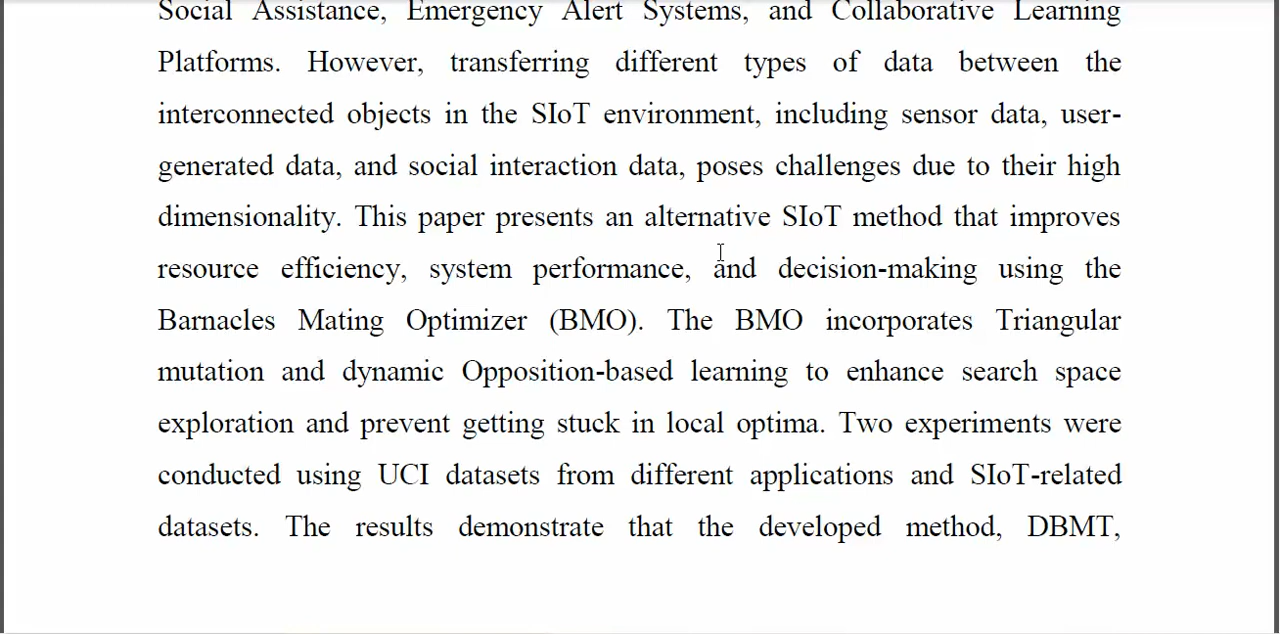 Social Assistance, Emergency Alert Systems, and Collaborative Learning
Platforms. However, transferring different types of data between the
interconnected objects in the SIoT environment, including sensor data, user-
generated data, and social interaction data, poses challenges due to their high
dimensionality. This paper presents an alternative SIoT method that improves
resource efficiency, system performance, and decision-making using the
Barnacles Mating Optimizer (BMO). The BMO incorporates Triangular
mutation and dynamic Opposition-based learning to enhance search space
exploration and prevent getting stuck in local optima. Two experiments were
conducted using UCI datasets from different applications and SIoT-related
datasets. The results demonstrate that the developed method, DBMT,